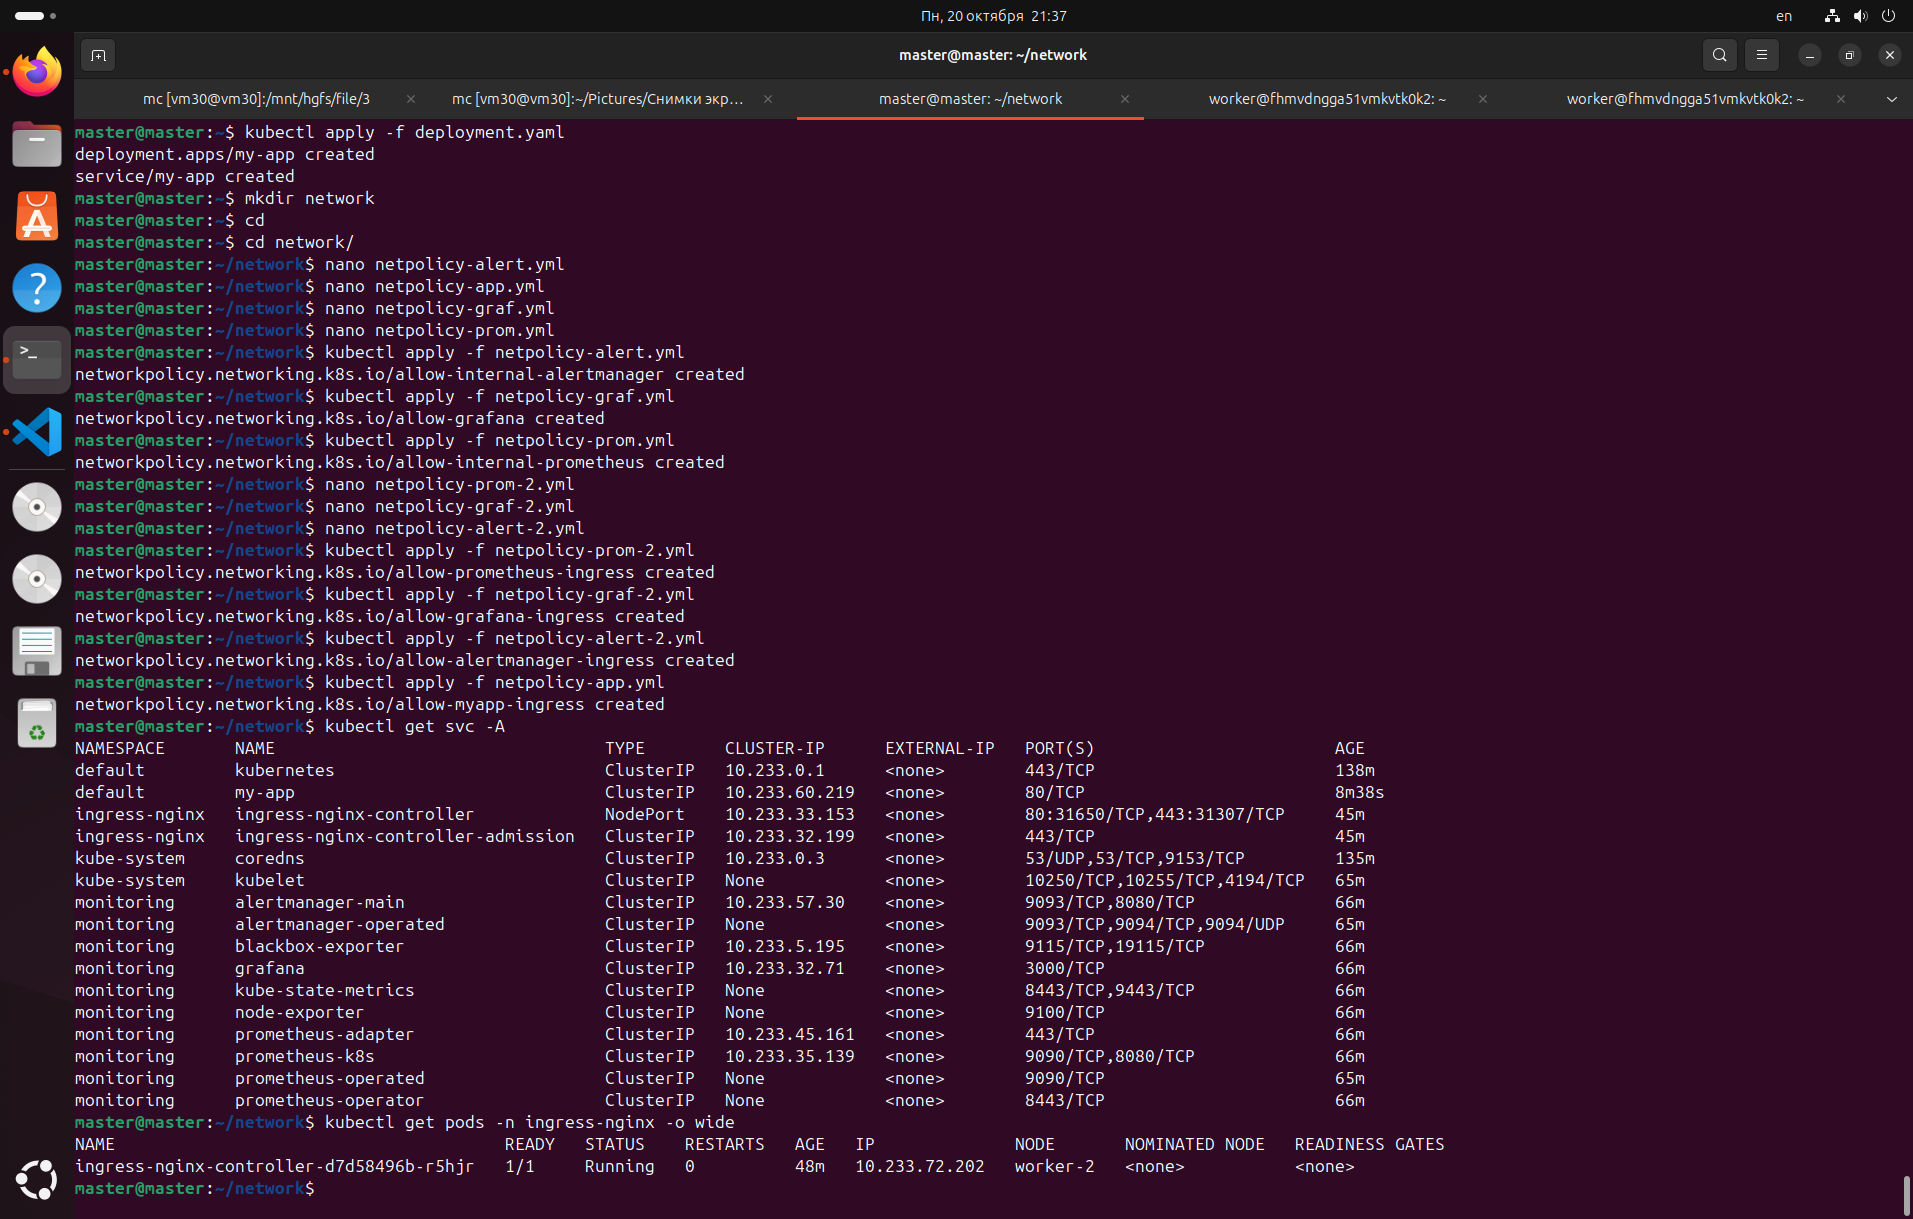 Пн, 20 октября 21:37
en
master@master: ~/network
mc [vm30@vm30]:/mnt/hgfs/file/3
mc [vm30@vm30]:~/Pictures/Снимки экр…
master@master: ~/network
worker@fhmvdngga51vmkvtk0k2: ~
worker@fhmvdngga51vmkvtk0k2: ~
master@master:~$ kubectl apply -f deployment.yaml
deployment.apps/my-app created
service/my-app created
master@master:~$ mkdir network
master@master:~$ cd
master@master:~$ cd network/
master@master:~/network$ nano netpolicy-alert.yml
master@master:~/network$ nano netpolicy-app.yml
master@master:~/network$ nano netpolicy-graf.yml
master@master:~/network$ nano netpolicy-prom.yml
master@master:~/network$ kubectl apply -f netpolicy-alert.yml
networkpolicy.networking.k8s.io/allow-internal-alertmanager created
master@master:~/network$ kubectl apply -f netpolicy-graf.yml
networkpolicy.networking.k8s.io/allow-grafana created
master@master:~/network$ kubectl apply -f netpolicy-prom.yml
networkpolicy.networking.k8s.io/allow-internal-prometheus created
master@master:~/network$ nano netpolicy-prom-2.yml
master@master:~/network$ nano netpolicy-graf-2.yml
master@master:~/network$ nano netpolicy-alert-2.yml
master@master:~/network$ kubectl apply -f netpolicy-prom-2.yml
networkpolicy.networking.k8s.io/allow-prometheus-ingress created
master@master:~/network$ kubectl apply -f netpolicy-graf-2.yml
networkpolicy.networking.k8s.io/allow-grafana-ingress created
master@master:~/network$ kubectl apply -f netpolicy-alert-2.yml
networkpolicy.networking.k8s.io/allow-alertmanager-ingress created
master@master:~/network$ kubectl apply -f netpolicy-app.yml
networkpolicy.networking.k8s.io/allow-myapp-ingress created
master@master:~/network$ kubectl get svc -A
NAMESPACE NAME TYPE CLUSTER-IP EXTERNAL-IP PORT(S) AGE
default kubernetes ClusterIP 10.233.0.1 <none> 443/TCP 138m
default my-app ClusterIP 10.233.60.219 <none> 80/TCP 8m38s
ingress-nginx ingress-nginx-controller NodePort 10.233.33.153 <none> 80:31650/TCP,443:31307/TCP 45m
ingress-nginx ingress-nginx-controller-admission ClusterIP 10.233.32.199 <none> 443/TCP 45m
kube-system coredns ClusterIP 10.233.0.3 <none> 53/UDP,53/TCP,9153/TCP 135m
kube-system kubelet ClusterIP None <none> 10250/TCP,10255/TCP,4194/TCP 65m
monitoring alertmanager-main ClusterIP 10.233.57.30 <none> 9093/TCP,8080/TCP 66m
monitoring alertmanager-operated ClusterIP None <none> 9093/TCP,9094/TCP,9094/UDP 65m
monitoring blackbox-exporter ClusterIP 10.233.5.195 <none> 9115/TCP,19115/TCP 66m
monitoring grafana ClusterIP 10.233.32.71 <none> 3000/TCP 66m
monitoring kube-state-metrics ClusterIP None <none> 8443/TCP,9443/TCP 66m
monitoring node-exporter ClusterIP None <none> 9100/TCP 66m
monitoring prometheus-adapter ClusterIP 10.233.45.161 <none> 443/TCP 66m
monitoring prometheus-k8s ClusterIP 10.233.35.139 <none> 9090/TCP,8080/TCP 66m
monitoring prometheus-operated ClusterIP None <none> 9090/TCP 65m
monitoring prometheus-operator ClusterIP None <none> 8443/TCP 66m
master@master:~/network$ kubectl get pods -n ingress-nginx -o wide
NAME READY STATUS RESTARTS AGE IP NODE NOMINATED NODE READINESS GATES
ingress-nginx-controller-d7d58496b-r5hjr 1/1 Running 0 48m 10.233.72.202 worker-2 <none> <none>
master@master:~/network$